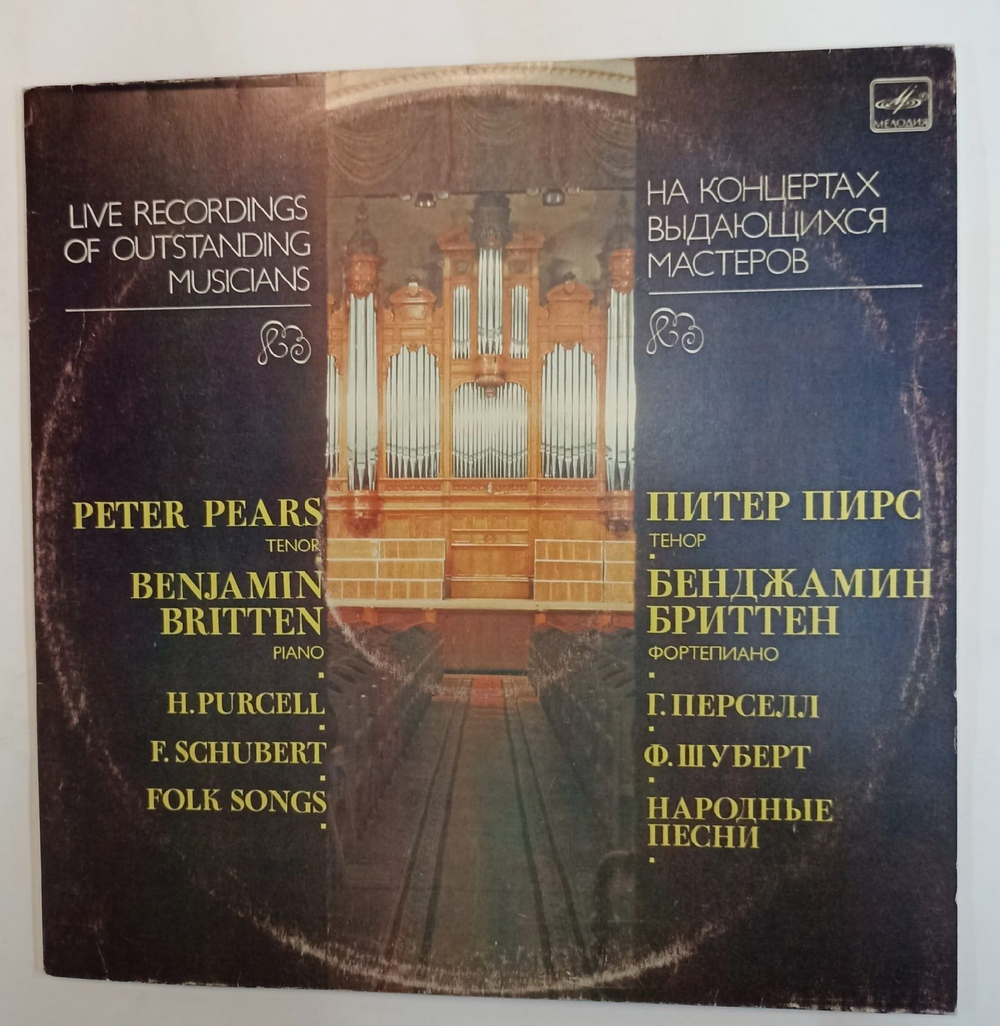 МЕЛОДИЯ
LIVE RECORDINGS
OF OUTSTANDING
MUSICIANS
PETER PEARS
TENOR
BENJAMIN
BRITTEN
PIANO
H. PURCELL
F. SCHUBERT
FOLK SONGS
НА КОНЦЕРТАХ
ВЫДАЮЩИХСЯ
МАСТЕРОВ
ПИТЕР ПИРС
ТЕНОР
БЕНДЖАМИН
БРИТТЕН
ФОРТЕПИАНО
Г. ПЕРСЕЛЛ
Ф. ШУБЕРТ
НАРОДНЫЕ
ПЕСНИ